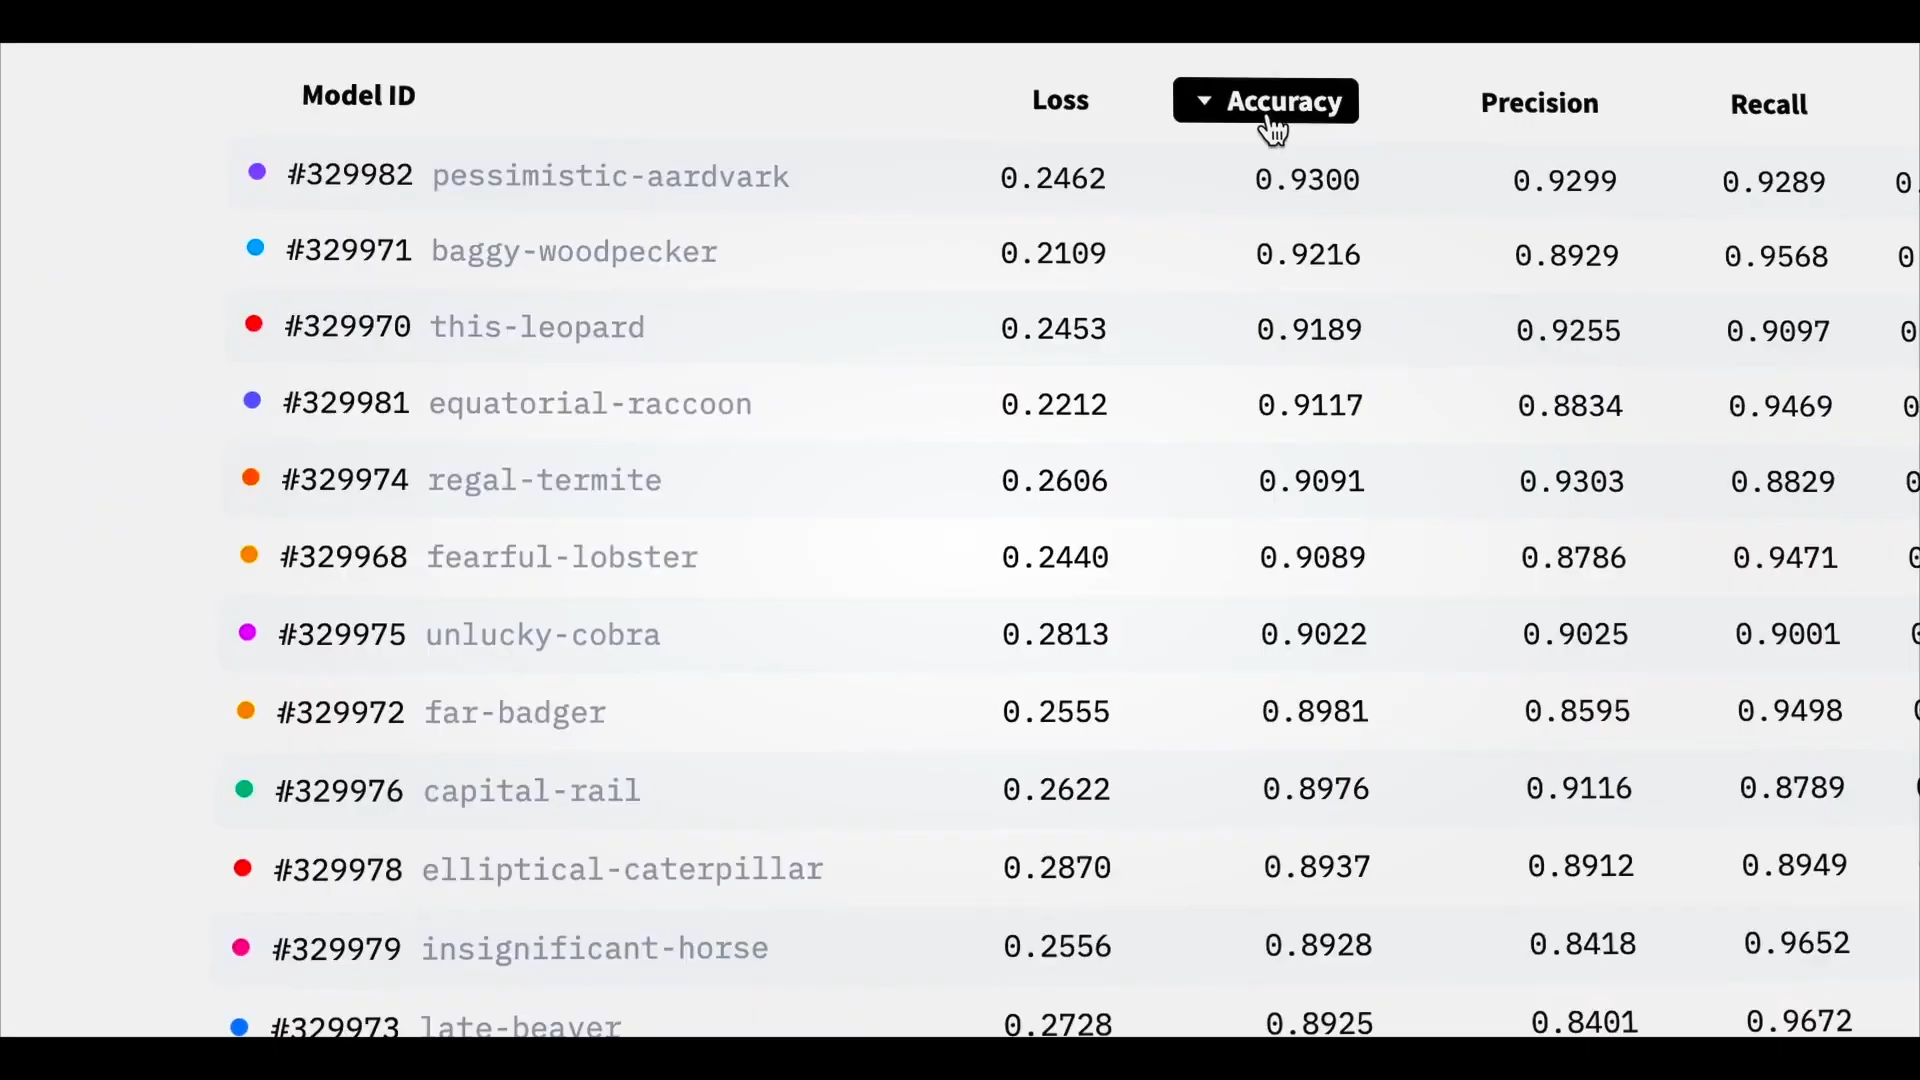 Model ID Loss Accuracy Precision Recall
#329982 pessimistic-aardvark 0.2462 0.9300 0.9299 0.9289 0.
#329971 baggy-woodpecker 0.2109 0.9216 0.8929 0.9568 0
#329970 this-leopard 0.2453 0.9189 0.9255 0.9097 0
#329981 equatorial-raccoon 0.2212 0.9117 0.8834 0.9469 0
#329974 regal-termite 0.2606 0.9091 0.9303 0.8829 0
#329968 fearful-lobster 0.2440 0.9089 0.8786 0.9471
#329975 unlucky-cobra 0.2813 0.9022 0.9025 0.9001
#329972 far-badger 0.2555 0.8981 0.8595 0.9498
#329976 capital-rail 0.2622 0.8976 0.9116 0.8789
#329978 elliptical-caterpillar 0.2870 0.8937 0.8912 0.8949
#329979 insignificant-horse 0.2556 0.8928 0.8418 0.9652
#329973 late-beaver 0.2728 0.8925 0.8401 0.9672